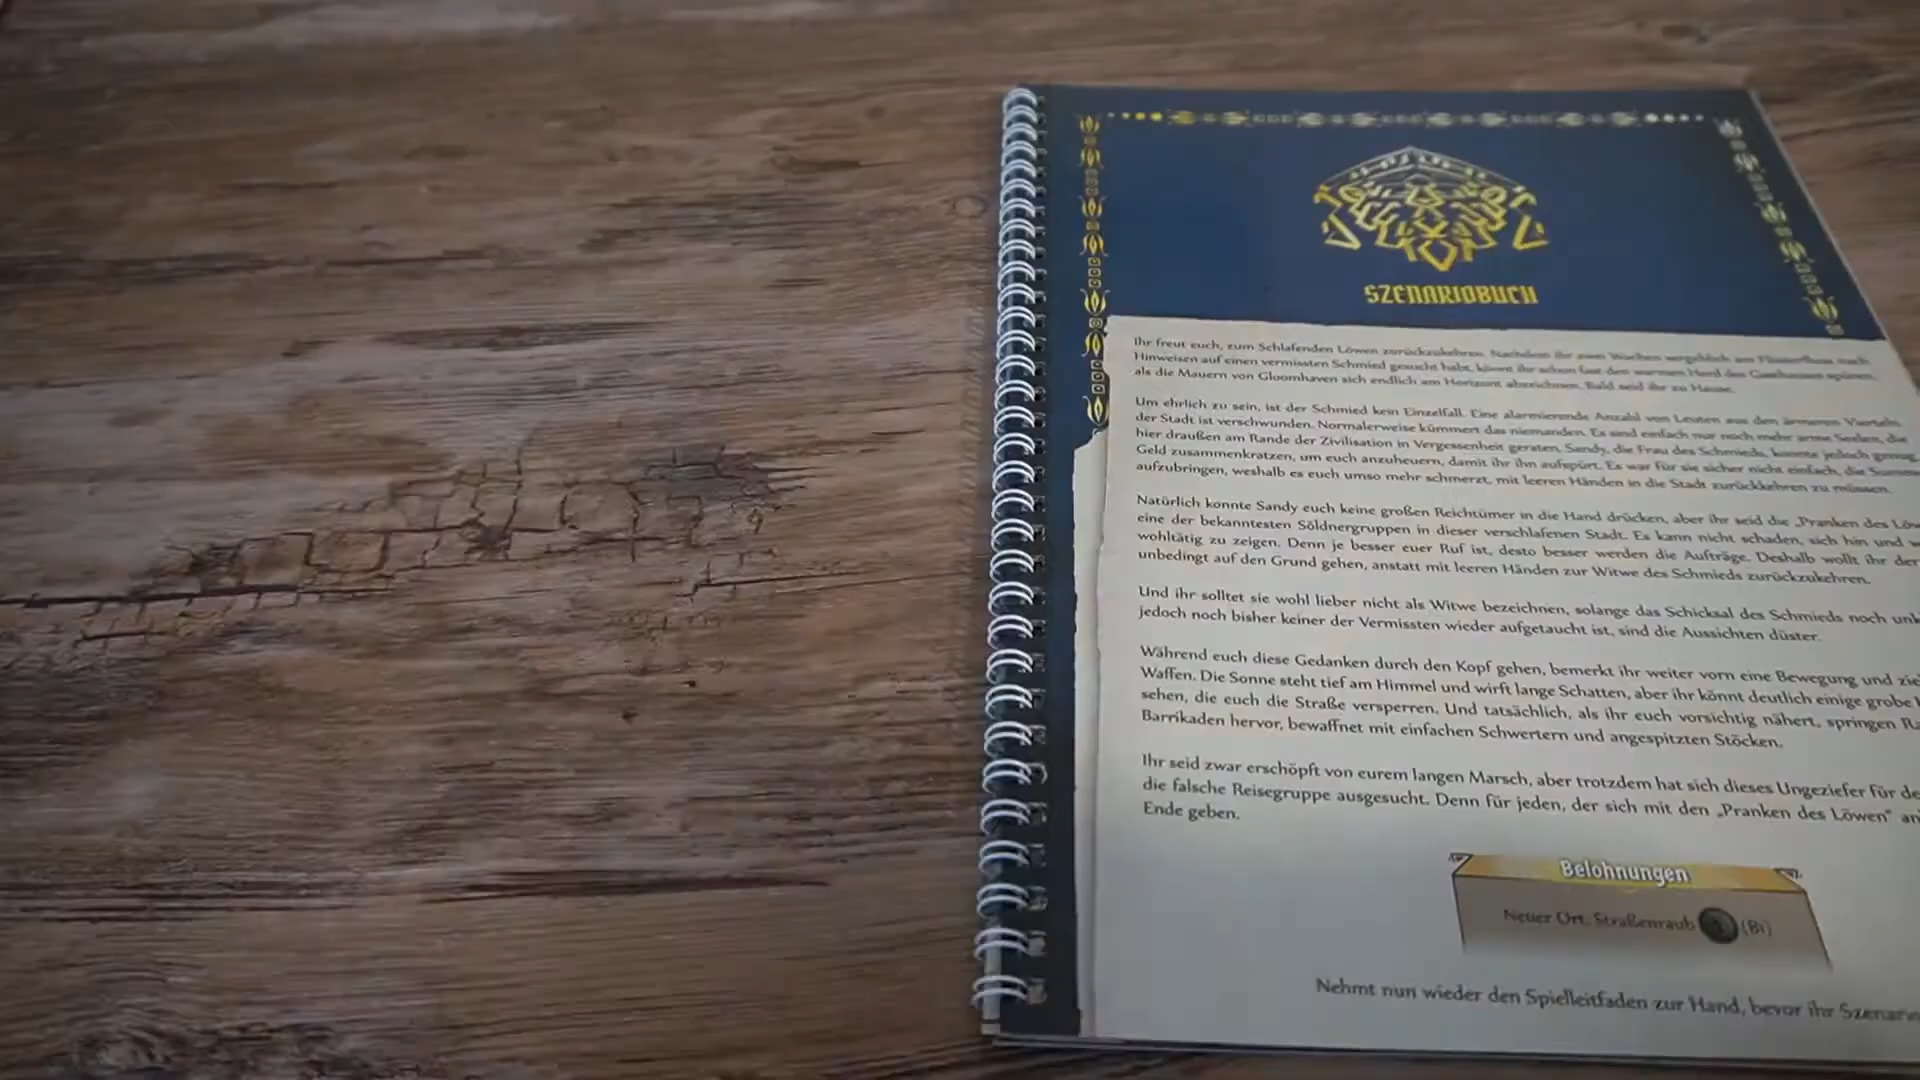 SZENARIOBUCH
Ihr freut euch, zum Schlafenden Löwen zurückzukehren. Nachdem ihr zwei Wochen vergeblich am Flüsterfluss nach
Hinweisen auf einen vermissten Schmied gesucht habt, könnt ihr schon fast den warmen Herd des Gasthauses spüren,
als die Mauern von Gloomhaven sich endlich am Horizont abzeichnen. Bald seid ihr zu Hause.
Um ehrlich zu sein, ist der Schmied kein Einzelfall. Eine alarmierende Anzahl von Leuten aus den ärmeren Vierteln
der Stadt ist verschwunden. Normalerweise kümmert das niemanden. Es sind einfach nur noch mehr arme Seelen, die
hier draußen am Rande der Zivilisation in Vergessenheit geraten. Sandy, die Frau des Schmieds, konnte jedoch genug
Geld zusammenkratzen, um euch anzuheuern, damit ihr ihn aufspürt. Es war für sie sicher nicht einfach, die
aufzubringen, weshalb es euch umso mehr schmerzt, mit leeren Händen in die Stadt zurückkehren zu müssen.
Natürlich konnte Sandy euch keine großen Reichtümer in die Hand drücken, aber ihr seid die „Pranken des
eine der bekanntesten Söldnergruppen in dieser verschlafenen Stadt. Es kann nicht schaden, sich hin und
wohltätig zu zeigen. Denn je besser euer Ruf ist, desto besser werden die Aufträge. Deshalb wollt ihr der
unbedingt auf den Grund gehen, anstatt mit leeren Händen zur Witwe des Schmieds zurückzukehren.
Und ihr solltet sie wohl lieber nicht als Witwe bezeichnen, solange das Schicksal des Schmieds noch
jedoch noch bisher keiner der Vermissten wieder aufgetaucht ist, sind die Aussichten düster.
Während euch diese Gedanken durch den Kopf gehen, bemerkt ihr weiter vorn eine Bewegung und
Waffen. Die Sonne steht tief am Himmel und wirft lange Schatten, aber ihr könnt deutlich einige grobe
sehen, die euch die Straße versperren. Und tatsächlich, als ihr euch vorsichtig nähert, springen
Barrikaden hervor, bewaffnet mit einfachen Schwertern und angespitzten Stöcken.
Ihr seid zwar erschöpft von eurem langen Marsch, aber trotzdem hat sich dieses Ungeziefer für
die falsche Reisegruppe ausgesucht. Denn für jeden, der sich mit den „Pranken des Löwen“
Ende geben.
Belohnungen
Neuer Ort: Straßenraub 1 (B1)
Nehmt nun wieder den Spielleitfaden zur Hand, bevor ihr